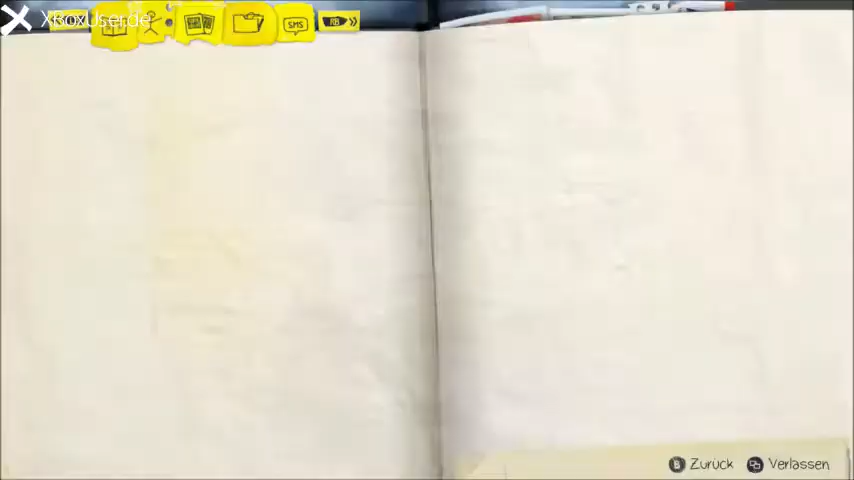 XBoxUser.de
SMS
RB
B Zurück
Verlassen